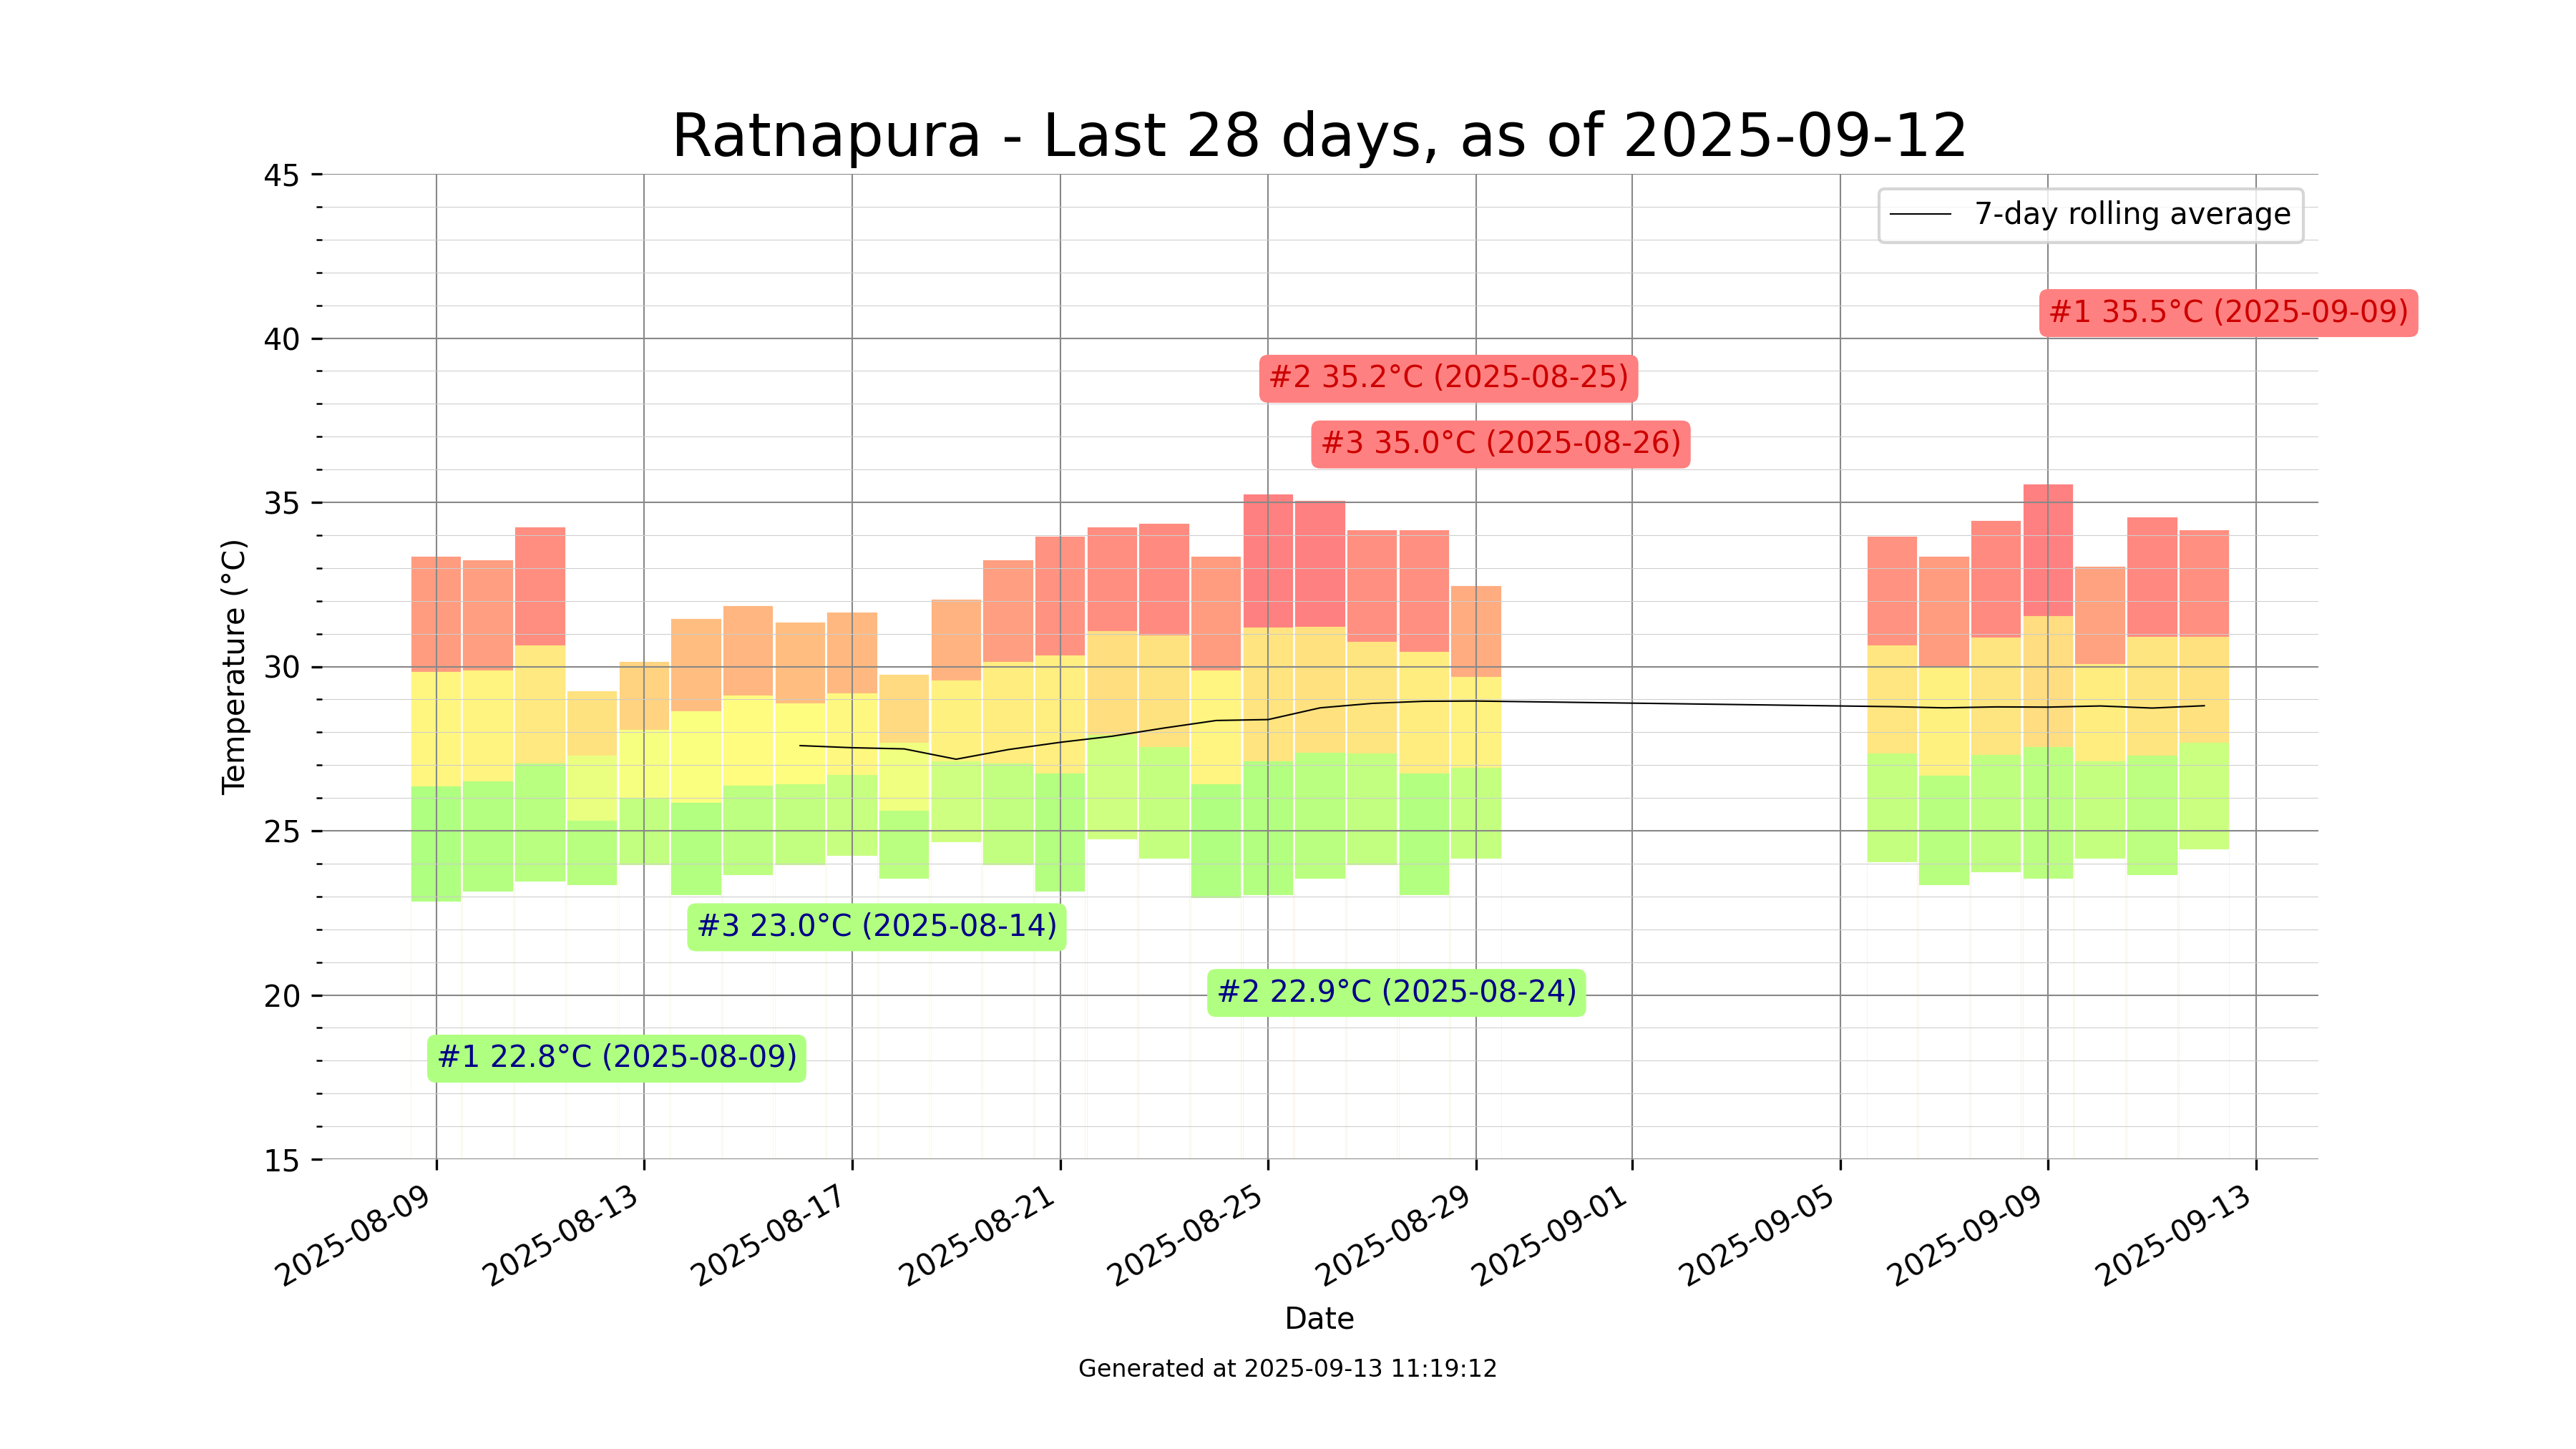 Ratnapura - Last 28 days, as of 2025-09-12
7-day rolling average
Temperature (°C)
45
40
35
30
25
20
15
#1 35.5°C (2025-09-09)
#2 35.2°C (2025-08-25)
#3 35.0°C (2025-08-26)
#3 23.0°C (2025-08-14)
#2 22.9°C (2025-08-24)
#1 22.8°C (2025-08-09)
2025-08-09
2025-08-13
2025-08-17
2025-08-21
2025-08-25
2025-08-29
2025-09-01
2025-09-05
2025-09-09
2025-09-13
Date
Generated at 2025-09-13 11:19:12